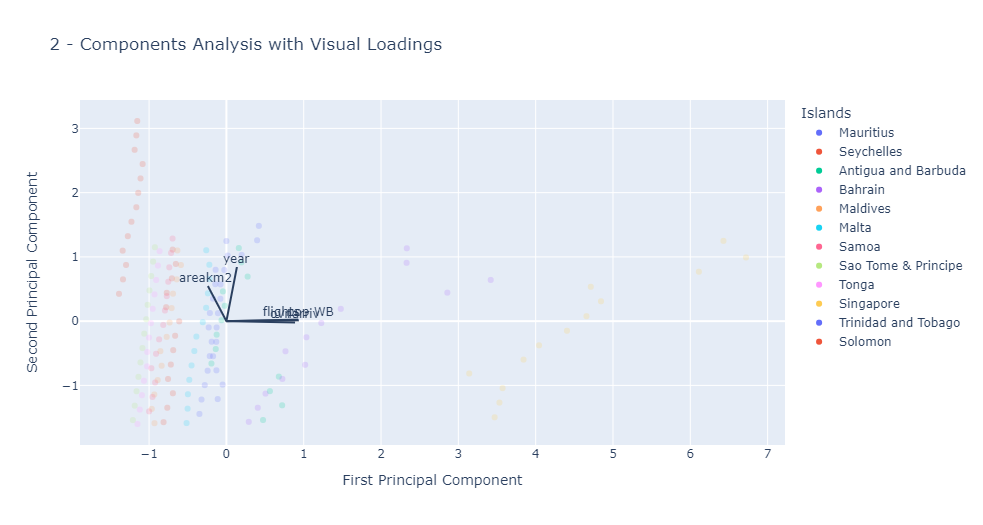 2 - Components Analysis with Visual Loadings
Islands
Mauritius
Seychelles
Antigua and Barbuda
Bahrain
Maldives
Malta
Samoa
Sao Tome & Principe
Tonga
Singapore
Trinidad and Tobago
Solomon
Second Principal Component
3
2
1
0
−1
year
areakm2
−1
0
1
2
3
4
5
6
7
First Principal Component